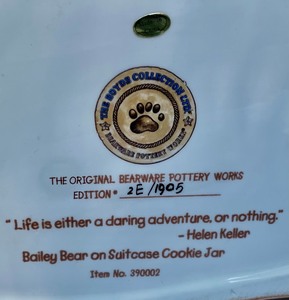 THE BOYDS COLLECTION LTD.
BEARWARE POTTERY WORKS
THE ORIGINAL BEARWARE POTTERY WORKS
EDITION # 2E/1905
"Life is either a daring adventure, or nothing."
- Helen Keller
Bailey Bear on Suitcase Cookie Jar
Item No. 390002